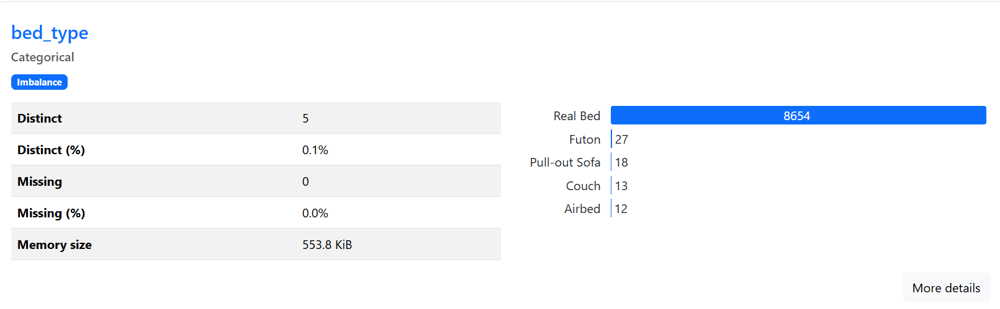 bed_type
Categorical
Imbalance
Distinct 5
Distinct (%) 0.1%
Missing 0
Missing (%) 0.0%
Memory size 553.8 KiB
Real Bed 8654
Futon 27
Pull-out Sofa 18
Couch 13
Airbed 12
More details